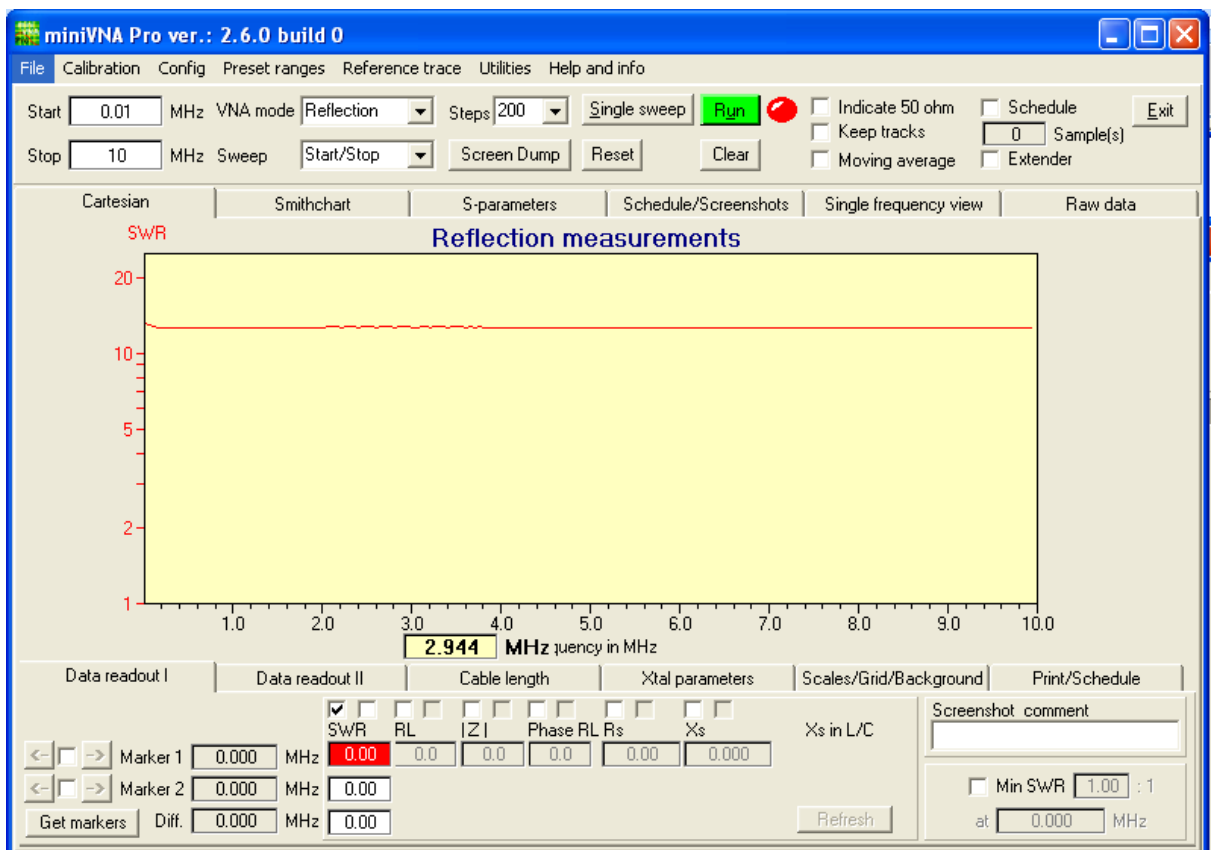 miniVNA Pro ver.: 2.6.0 build 0
File Calibration Config Preset ranges Reference trace Utilities Help and info
Start 0.01 MHz VNA mode Reflection Steps 200 Single sweep Run Indicate 50 ohm Schedule Exit
Keep tracks 0 Sample(s)
Stop 10 MHz Sweep Start/Stop Screen Dump Reset Clear Moving average Extender
Cartesian Smithchart S-parameters Schedule/Screenshots Single frequency view Raw data
SWR Reflection measurements
20
10
5
2
1
1.0 2.0 3.0 4.0 5.0 6.0 7.0 8.0 9.0 10.0
2.944 MHz quency in MHz
Data readout I Data readout II Cable length Xtal parameters Scales/Grid/Background Print/Schedule
SWR RL |Z| Phase RL Rs Xs Xs in L/C Screenshot comment
<- -> Marker 1 0.000 MHz 0.00 0.0 0.0 0.0 0.00 0.000
<- -> Marker 2 0.000 MHz 0.00 Min SWR 1.00 : 1
Get markers Diff. 0.000 MHz 0.00 Refresh at 0.000 MHz